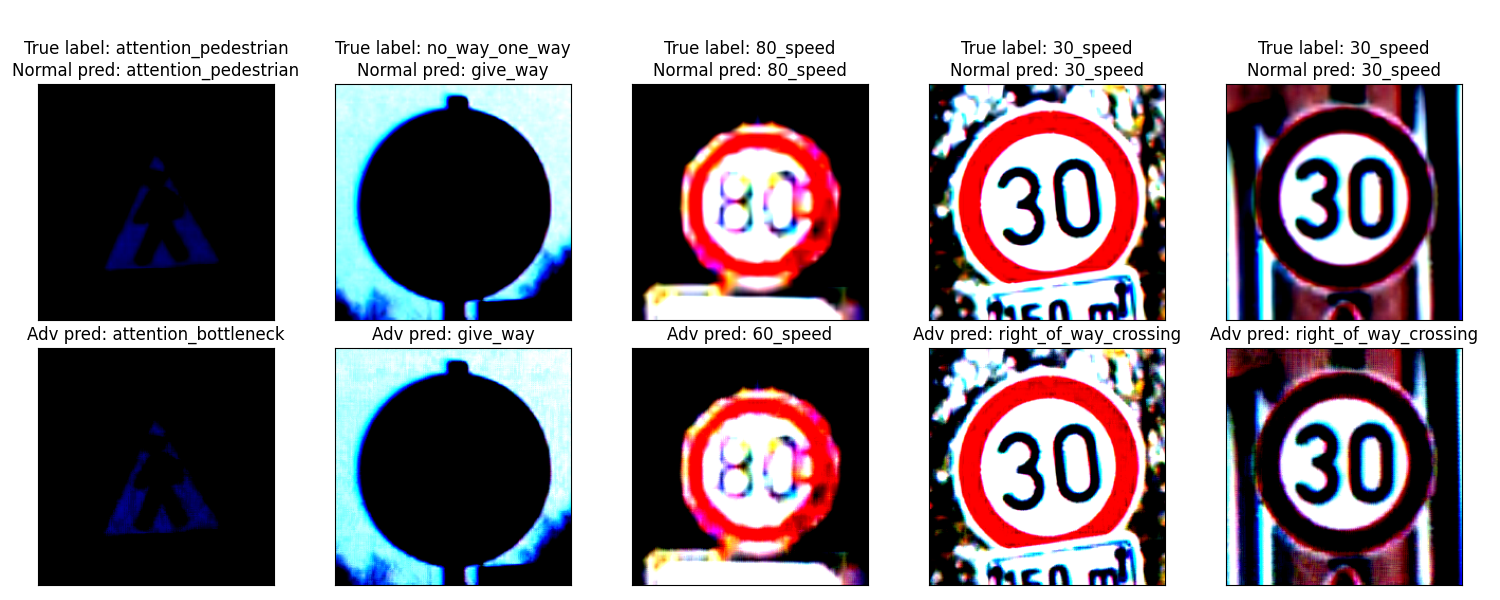 True label: attention_pedestrian
Normal pred: attention_pedestrian
True label: no_way_one_way
Normal pred: give_way
True label: 80_speed
Normal pred: 80_speed
True label: 30_speed
Normal pred: 30_speed
True label: 30_speed
Normal pred: 30_speed
80
30
150 m
30
Adv pred: attention_bottleneck
Adv pred: give_way
Adv pred: 60_speed
Adv pred: right_of_way_crossing
Adv pred: right_of_way_crossing
80
30
150 m
30